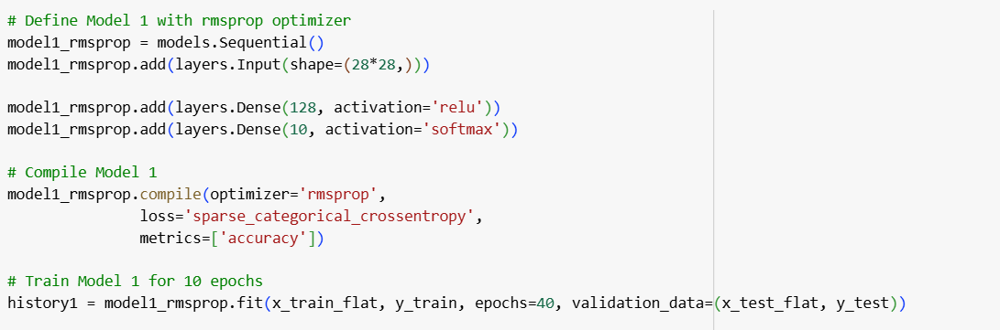 # Define Model 1 with rmsprop optimizer
model1_rmsprop = models.Sequential()
model1_rmsprop.add(layers.Input(shape=(28*28,)))
model1_rmsprop.add(layers.Dense(128, activation='relu'))
model1_rmsprop.add(layers.Dense(10, activation='softmax'))
# Compile Model 1
model1_rmsprop.compile(optimizer='rmsprop',
loss='sparse_categorical_crossentropy',
metrics=['accuracy'])
# Train Model 1 for 10 epochs
history1 = model1_rmsprop.fit(x_train_flat, y_train, epochs=40, validation_data=(x_test_flat, y_test))